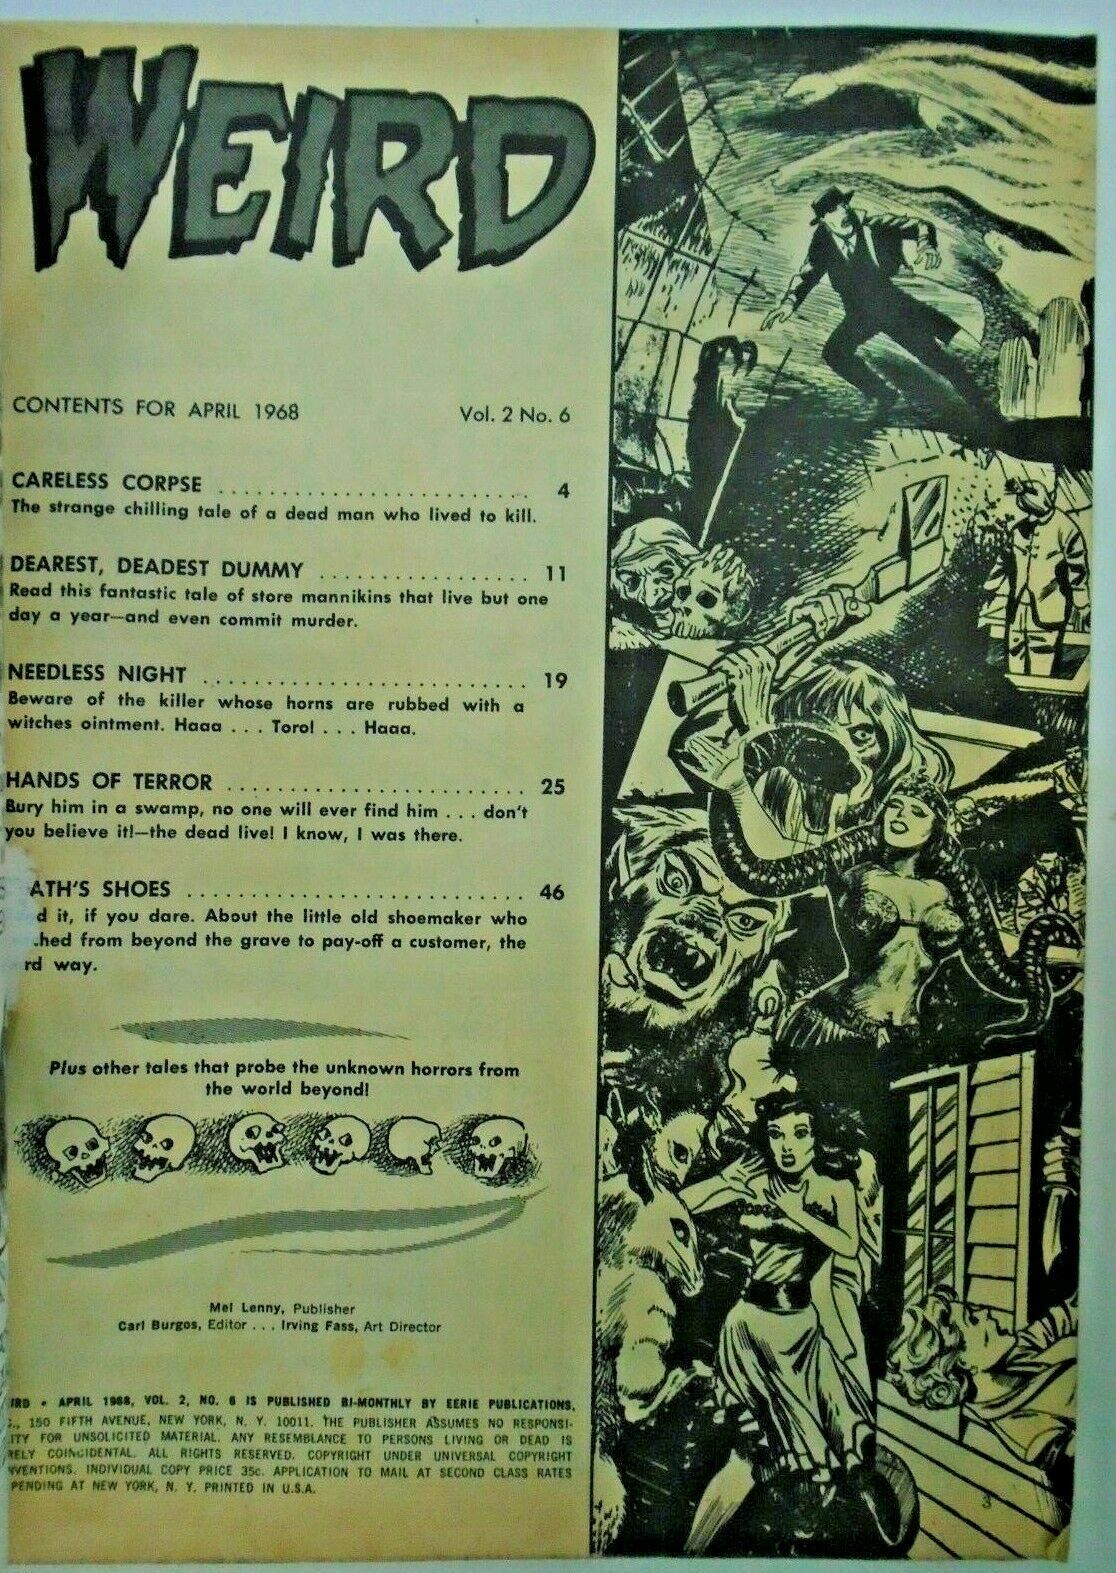 WEIRD
CONTENTS FOR APRIL 1968 Vol. 2 No. 6
CARELESS CORPSE .......................... 4
The strange chilling tale of a dead man who lived to kill.
DEAREST, DEADEST DUMMY .................. 11
Read this fantastic tale of store mannikins that live but one
day a year—and even commit murder.
NEEDLESS NIGHT ............................ 19
Beware of the killer whose horns are rubbed with a
witches ointment. Haaa . . . Torol . . . Haaa.
HANDS OF TERROR .......................... 25
Bury him in a swamp, no one will ever find him . . . don't
you believe it!—the dead live! I know, I was there.
ATH'S SHOES ............................. 46
d it, if you dare. About the little old shoemaker who
hed from beyond the grave to pay-off a customer, the
rd way.
Plus other tales that probe the unknown horrors from
the world beyond!
Mel Lenny, Publisher
Carl Burgos, Editor . . . Irving Fass, Art Director
IRD • APRIL 1968, VOL. 2, NO. 6 IS PUBLISHED BI-MONTHLY BY EERIE PUBLICATIONS,
., 150 FIFTH AVENUE, NEW YORK, N. Y. 10011. THE PUBLISHER ASSUMES NO RESPONSI-
ITY FOR UNSOLICITED MATERIAL. ANY RESEMBLANCE TO PERSONS LIVING OR DEAD IS
RELY COINCIDENTAL. ALL RIGHTS RESERVED. COPYRIGHT UNDER UNIVERSAL COPYRIGHT
NVENTIONS. INDIVIDUAL COPY PRICE 35c. APPLICATION TO MAIL AT SECOND CLASS RATES
PENDING AT NEW YORK, N. Y. PRINTED IN U.S.A.
3